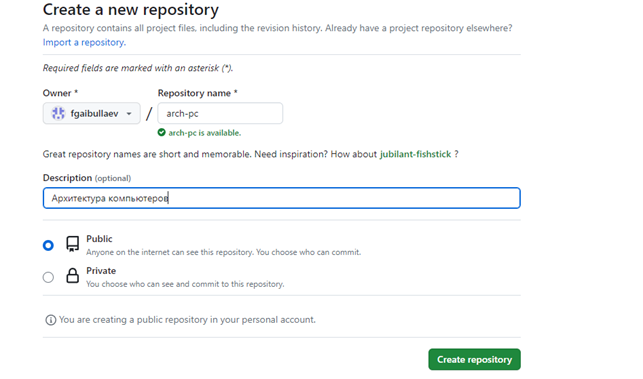 Create a new repository
A repository contains all project files, including the revision history. Already have a project repository elsewhere?
Import a repository.
Required fields are marked with an asterisk (*).
Owner * Repository name *
fgaibullaev / arch-pc
arch-pc is available.
Great repository names are short and memorable. Need inspiration? How about jubilant-fishstick ?
Description (optional)
Архитектура компьютеров
Public
Anyone on the internet can see this repository. You choose who can commit.
Private
You choose who can see and commit to this repository.
You are creating a public repository in your personal account.
Create repository